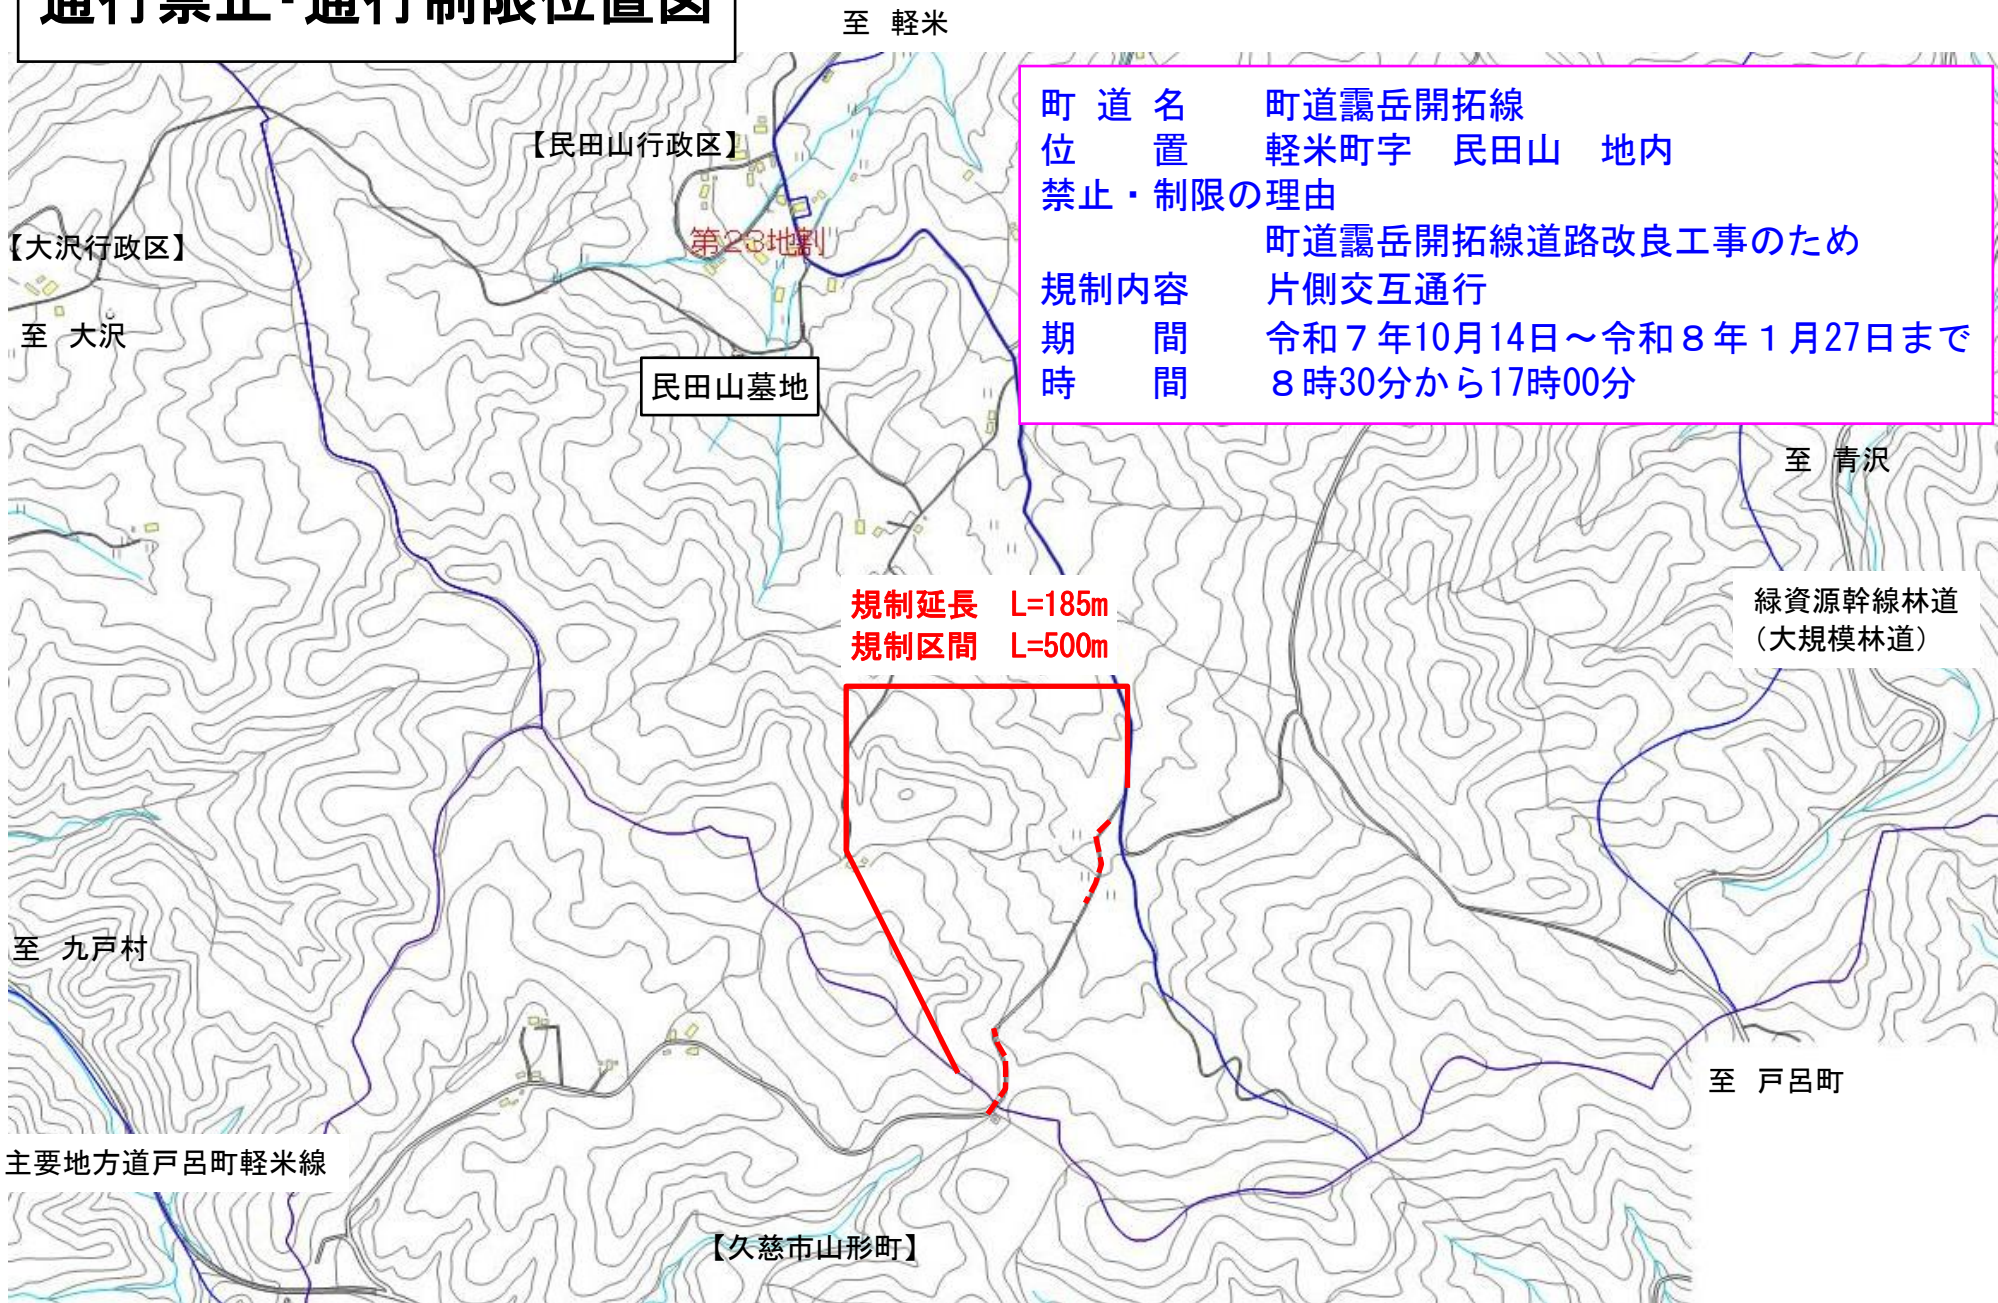 通行禁止・通行制限位置図
至 軽米
町 道 名 町道靄岳開拓線
位 置 軽米町字 民田山 地内
禁止・制限の理由
町道靄岳開拓線道路改良工事のため
規制内容 片側交互通行
期 間 令和７年10月14日～令和８年１月27日まで
時 間 ８時30分から17時00分
【民田山行政区】
第23地割
【大沢行政区】
至 大沢
民田山墓地
至 青沢
規制延長 L=185m
規制区間 L=500m
緑資源幹線林道
（大規模林道）
至 九戸村
至 戸呂町
主要地方道戸呂町軽米線
【久慈市山形町】